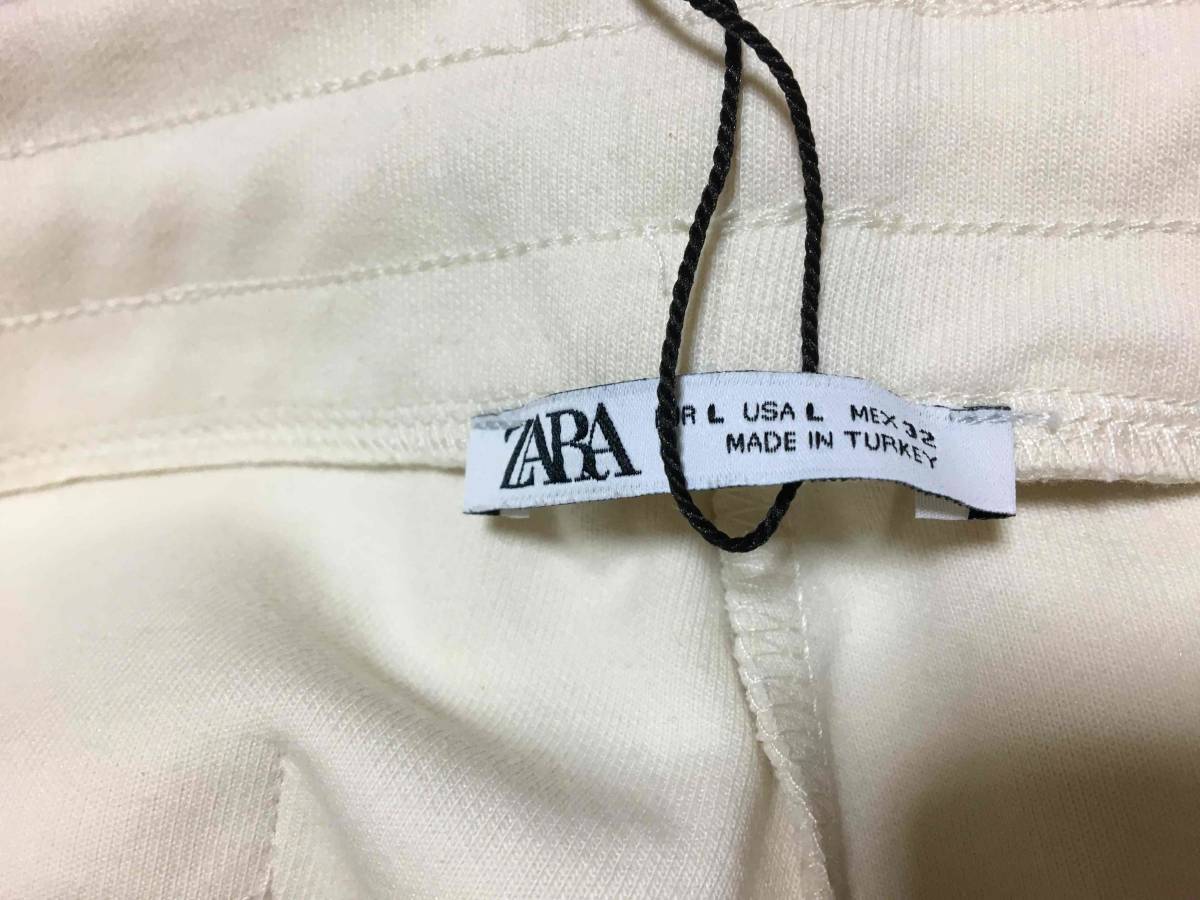 ZARA
L USA L MEX 32
MADE IN TURKEY